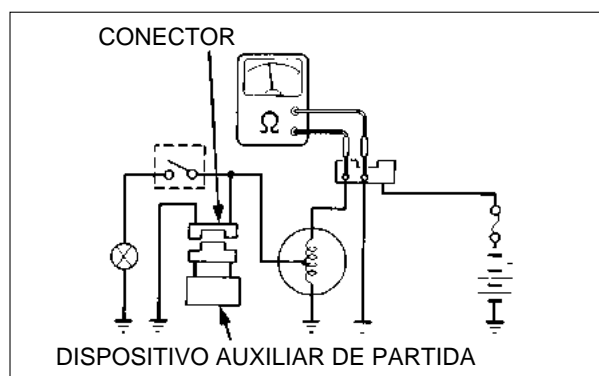 CONECTOR
Ω
DISPOSITIVO AUXILIAR DE PARTIDA